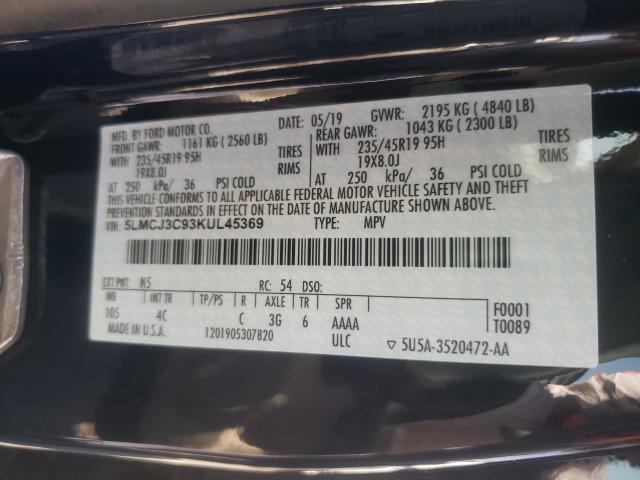 MFD. BY FORD MOTOR CO. DATE: 05/19 GVWR: 2195 KG ( 4840 LB)
FRONT GAWR: 1161 KG ( 2560 LB) REAR GAWR: 1043 KG ( 2300 LB)
WITH 235/45R19 95H TIRES WITH 235/45R19 95H TIRES
19X8.0J RIMS 19X8.0J RIMS
AT 250 kPa/ 36 PSI COLD AT 250 kPa/ 36 PSI COLD
THIS VEHICLE CONFORMS TO ALL APPLICABLE FEDERAL MOTOR VEHICLE SAFETY AND THEFT
PREVENTION STANDARDS IN EFFECT ON THE DATE OF MANUFACTURE SHOWN ABOVE.
VIN: 5LMCJ3C93KUL45369 TYPE: MPV
EXT PNT: N5 RC: 54 DSO:
WB INT TR TP/PS R AXLE TR SPR F0001
105 4C C 3G 6 AAAA T0089
MADE IN U.S.A. 1201905307820 ULC ▽ 5U5A-3520472-AA